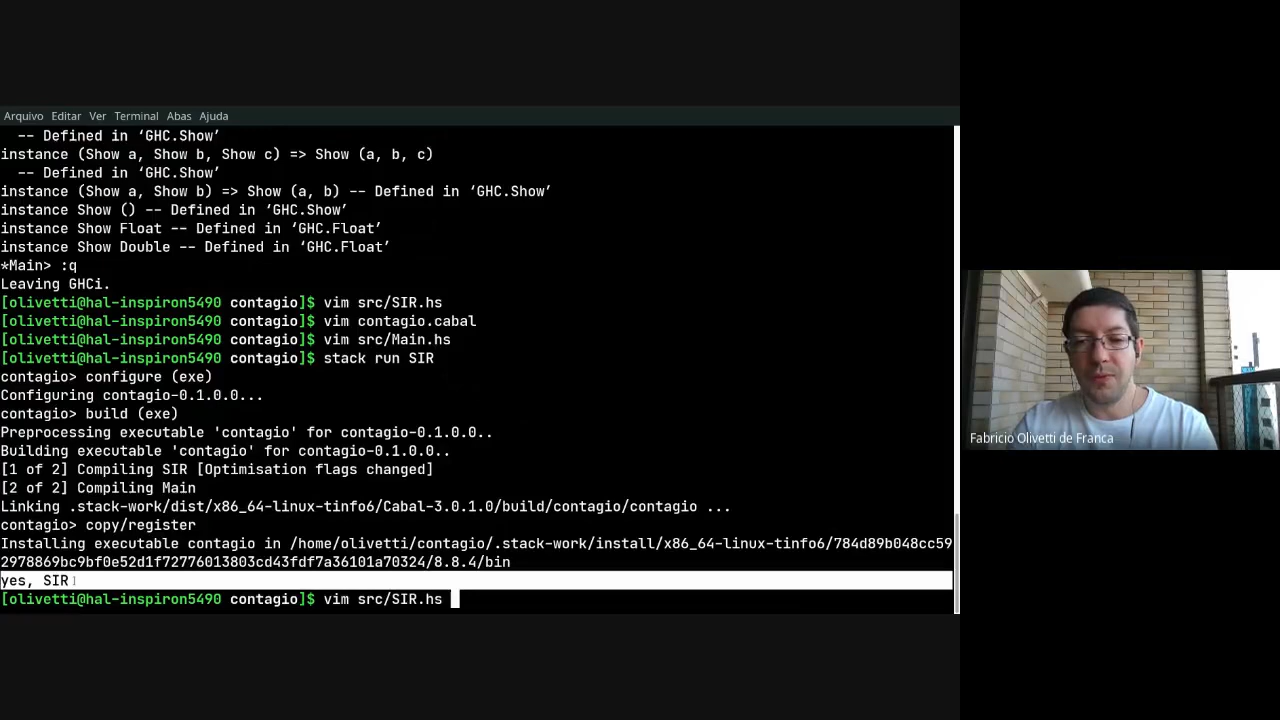 Arquivo Editar Ver Terminal Abas Ajuda
-- Defined in ‘GHC.Show’
instance (Show a, Show b, Show c) => Show (a, b, c)
-- Defined in ‘GHC.Show’
instance (Show a, Show b) => Show (a, b) -- Defined in ‘GHC.Show’
instance Show () -- Defined in ‘GHC.Show’
instance Show Float -- Defined in ‘GHC.Float’
instance Show Double -- Defined in ‘GHC.Float’
*Main> :q
Leaving GHCi.
[olivetti@hal-inspiron5490 contagio]$ vim src/SIR.hs
[olivetti@hal-inspiron5490 contagio]$ vim contagio.cabal
[olivetti@hal-inspiron5490 contagio]$ vim src/Main.hs
[olivetti@hal-inspiron5490 contagio]$ stack run SIR
contagio> configure (exe)
Configuring contagio-0.1.0.0...
contagio> build (exe)
Preprocessing executable 'contagio' for contagio-0.1.0.0..
Building executable 'contagio' for contagio-0.1.0.0..
[1 of 2] Compiling SIR [Optimisation flags changed]
[2 of 2] Compiling Main
Linking .stack-work/dist/x86_64-linux-tinfo6/Cabal-3.0.1.0/build/contagio/contagio ...
contagio> copy/register
Installing executable contagio in /home/olivetti/contagio/.stack-work/install/x86_64-linux-tinfo6/784d89b048cc59
2978869bc9bf0e52d1f72776013803cd43fdf7a36101a70324/8.8.4/bin
yes, SIR
[olivetti@hal-inspiron5490 contagio]$ vim src/SIR.hs
Fabricio Olivetti de Franca